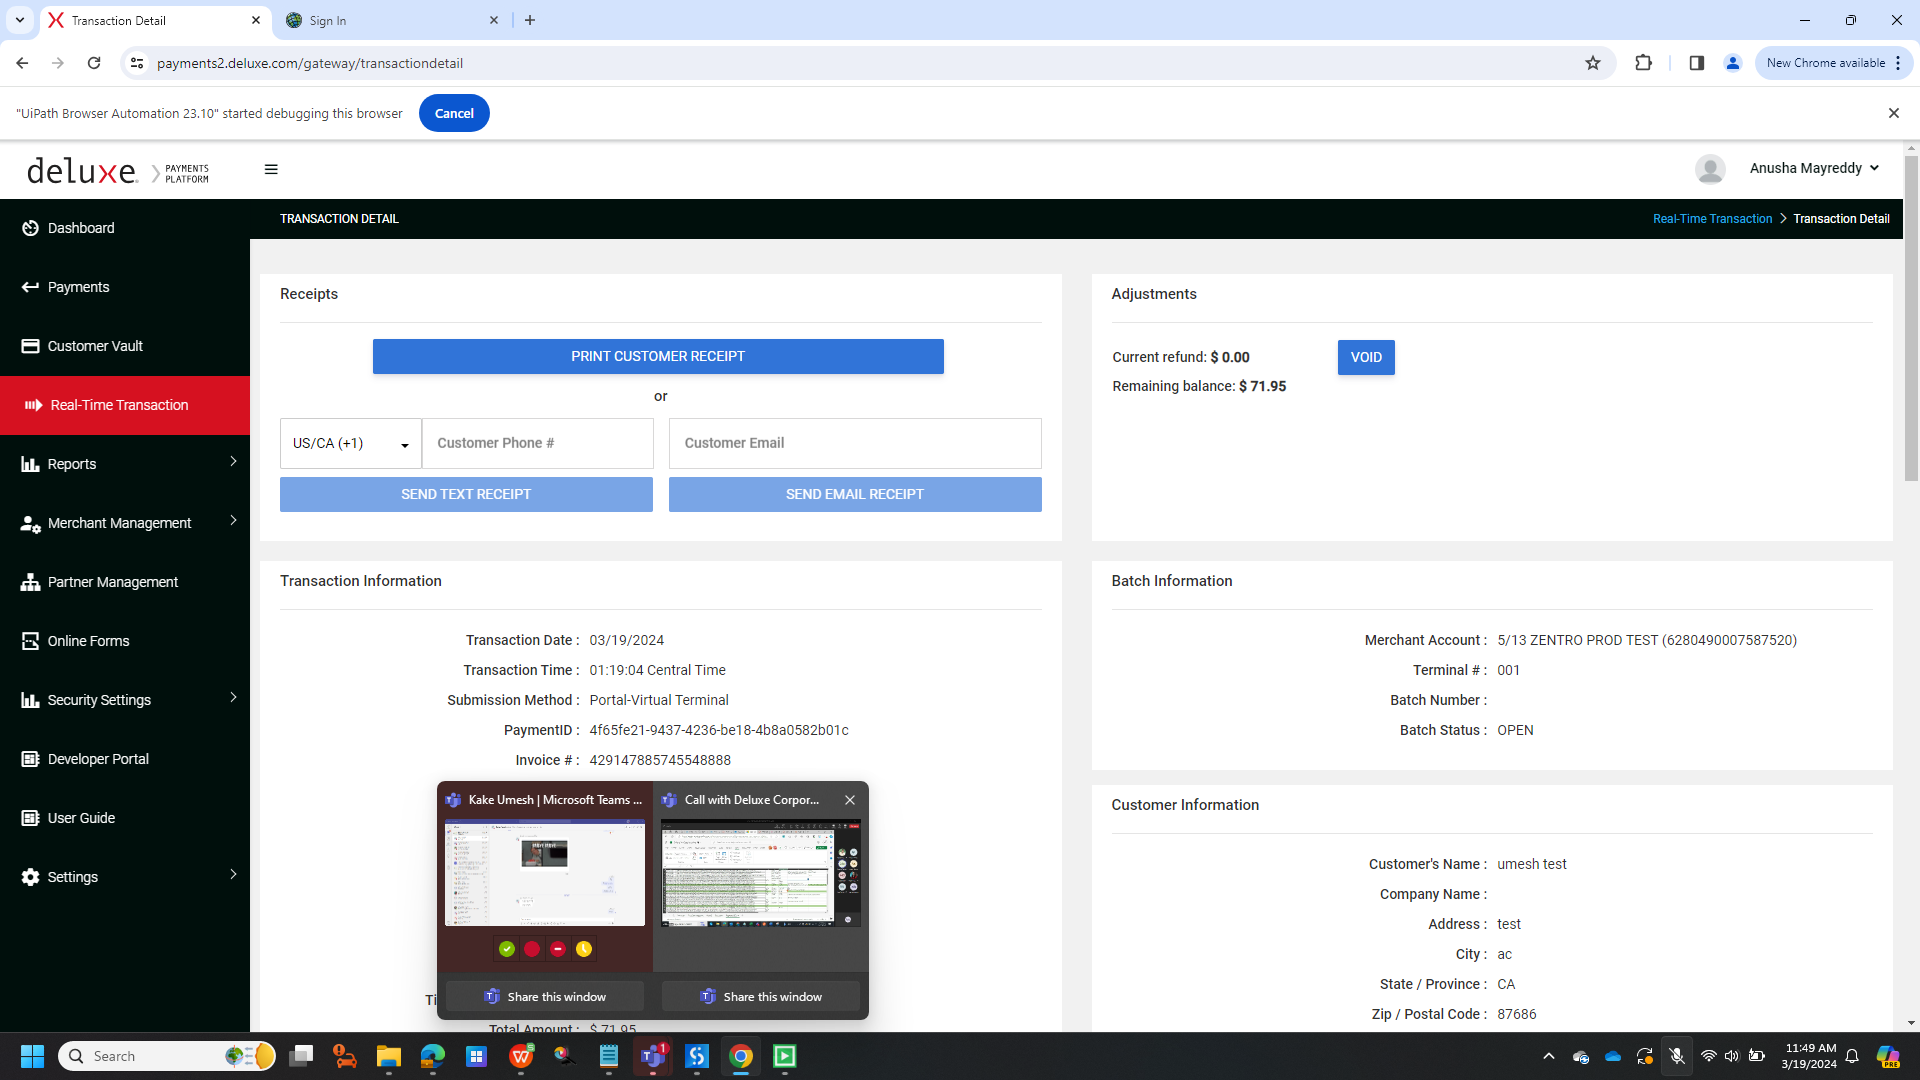 Transaction Detail
Sign In
payments2.deluxe.com/gateway/transactiondetail
New Chrome available
"UiPath Browser Automation 23.10" started debugging this browser
Cancel
deluxe.
PAYMENTS
PLATFORM
Anusha Mayreddy
Dashboard
Payments
Customer Vault
Real-Time Transaction
Reports
Merchant Management
Partner Management
Online Forms
Security Settings
Developer Portal
User Guide
Settings
TRANSACTION DETAIL
Real-Time Transaction > Transaction Detail
Receipts
PRINT CUSTOMER RECEIPT
or
US/CA (+1)
Customer Phone #
Customer Email
SEND TEXT RECEIPT
SEND EMAIL RECEIPT
Adjustments
Current refund: $ 0.00
VOID
Remaining balance: $ 71.95
Transaction Information
Transaction Date : 03/19/2024
Transaction Time : 01:19:04 Central Time
Submission Method : Portal-Virtual Terminal
PaymentID : 4f65fe21-9437-4236-be18-4b8a0582b01c
Invoice # : 429147885745548888
Ti
Total Amount : $ 71.95
Batch Information
Merchant Account : 5/13 ZENTRO PROD TEST (6280490007587520)
Terminal # : 001
Batch Number :
Batch Status : OPEN
Customer Information
Customer's Name : umesh test
Company Name :
Address : test
City : ac
State / Province : CA
Zip / Postal Code : 87686
Kake Umesh | Microsoft Teams ...
Call with Deluxe Corpor...
Share this window
Share this window
Search
1
11:49 AM
3/19/2024
PRE